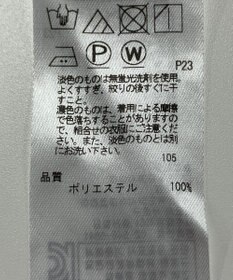 P
W
P23
淡色のものは無蛍光洗剤を使用。
よくすすぎ、絞りの後すぐに干
すこと。
濃色のものは、着用による摩擦
で色落ちすることがありますの
で、組合せの衣服にご注意くだ
さい。また、淡色のものとは別
にお洗い下さい。
105
品質
ポリエステル 100%